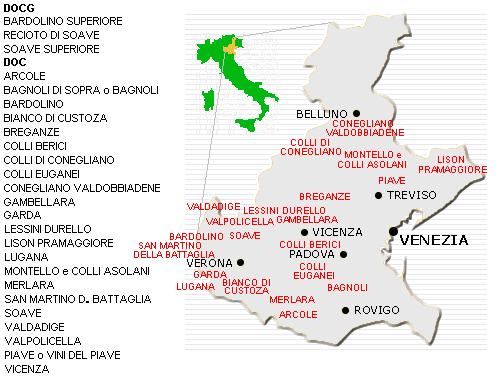 DOCG
BARDOLINO SUPERIORE
RECIOTO DI SOAVE
SOAVE SUPERIORE
DOC
ARCOLE
BAGNOLI DI SOPRA o BAGNOLI
BARDOLINO
BIANCO DI CUSTOZA
BREGANZE
COLLI BERICI
COLLI DI CONEGLIANO
COLLI EUGANEI
CONEGLIANO VALDOBBIADENE
GAMBELLARA
GARDA
LESSINI DURELLO
LISON PRAMAGGIORE
LUGANA
MONTELLO e COLLI ASOLANI
MERLARA
SAN MARTINO D. BATTAGLIA
SOAVE
VALDADIGE
VALPOLICELLA
PIAVE o VINI DEL PIAVE
VICENZA
BELLUNO
CONEGLIANO
VALDOBBIADENE
COLLI DI
CONEGLIANO
MONTELLO e
COLLI ASOLANI
LISON
PRAMAGGIORE
PIAVE
BREGANZE
TREVISO
VALDADIGE
LESSINI DURELLO
VALPOLICELLA
GAMBELLARA
BARDOLINO
SOAVE
VICENZA
VENEZIA
SAN MARTINO
DELLA BATTAGLIA
COLLI BERICI
PADOVA
VERONA
COLLI
EUGANEI
GARDA
LUGANA
BIANCO DI
CUSTOZA
BAGNOLI
MERLARA
ARCOLE
ROVIGO